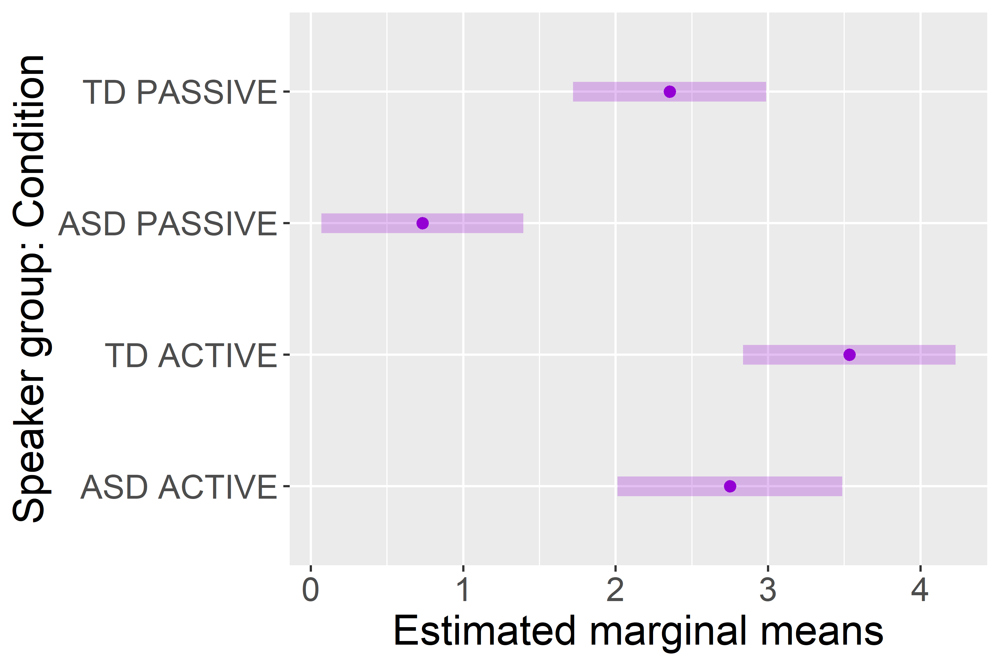 Speaker group: Condition
TD PASSIVE
ASD PASSIVE
TD ACTIVE
ASD ACTIVE
0 1 2 3 4
Estimated marginal means